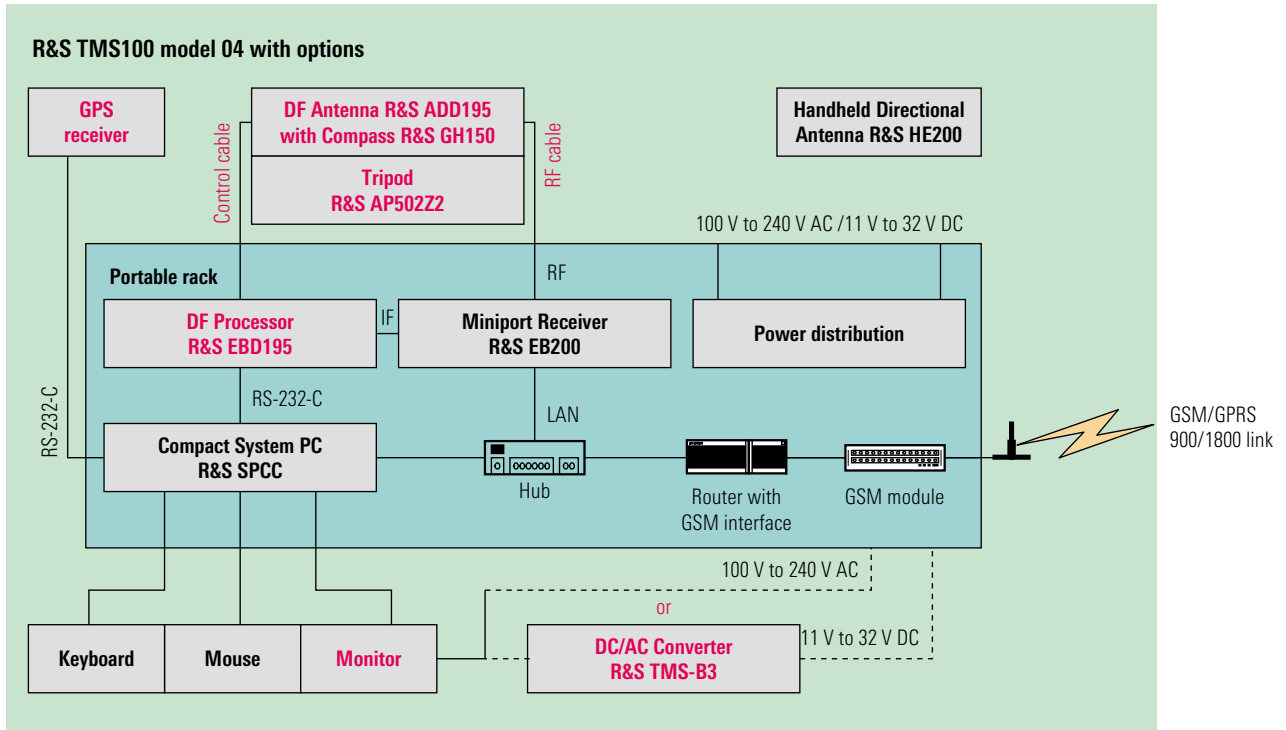 R&S TMS100 model 04 with options
GPS
receiver
Control cable
DF Antenna R&S ADD195
with Compass R&S GH150
Tripod
R&S AP502Z2
RF cable
Handheld Directional
Antenna R&S HE200
100 V to 240 V AC /11 V to 32 V DC
Portable rack
RF
DF Processor
R&S EBD195
IF
Miniport Receiver
R&S EB200
Power distribution
RS-232-C
RS-232-C
LAN
Compact System PC
R&S SPCC
Hub
Router with
GSM interface
GSM module
GSM/GPRS
900/1800 link
100 V to 240 V AC
or
11 V to 32 V DC
Keyboard
Mouse
Monitor
DC/AC Converter
R&S TMS-B3